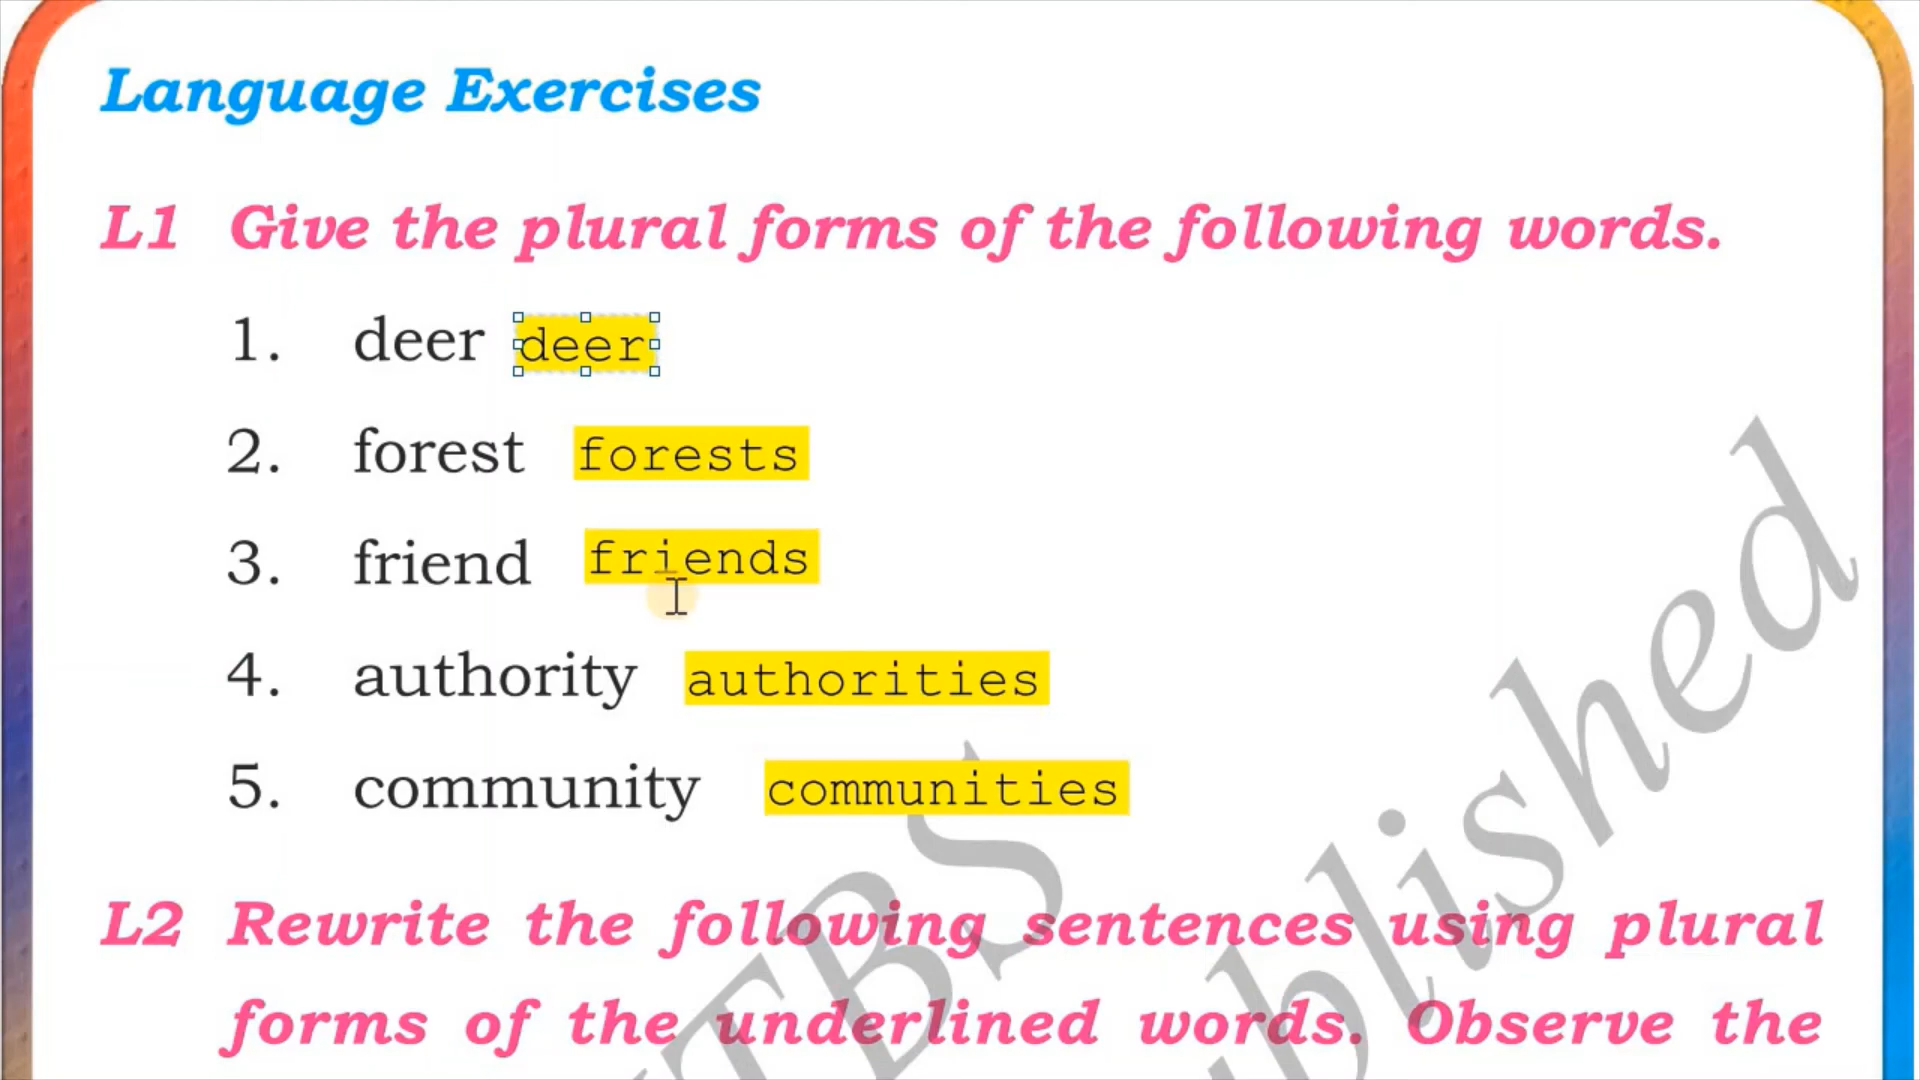 Language Exercises
L1 Give the plural forms of the following words.
1. deer deer
2. forest forests
3. friend friends
4. authority authorities
5. community communities
L2 Rewrite the following sentences using plural
forms of the underlined words. Observe the
TBS
ublished